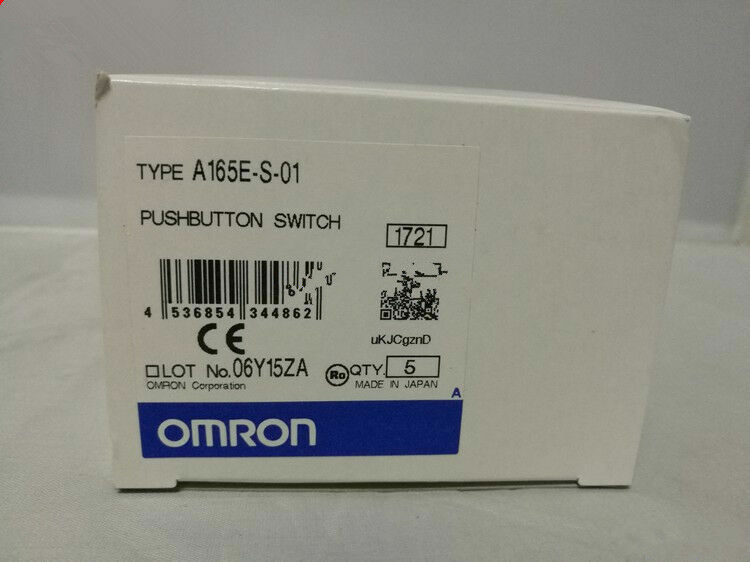 TYPE A165E-S-01
PUSHBUTTON SWITCH
1721
4 536854 344862
CE
uKJCgznD
LOT No. 06Y15ZA
Ro QTY. 5
OMRON Corporation
MADE IN JAPAN
A
OMRON